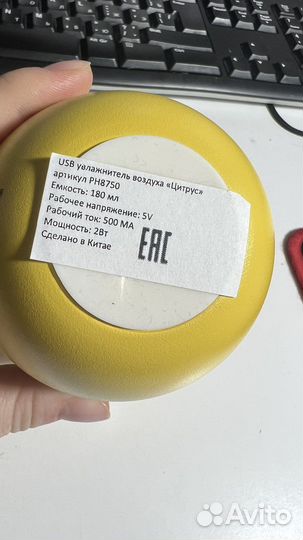 USB увлажнитель воздуха «Цитрус»
артикул PH8750
Емкость: 180 мл
Рабочее напряжение: 5V
Рабочий ток: 500 МА
Мощность: 2Вт
Сделано в Китае
EAC
Avito